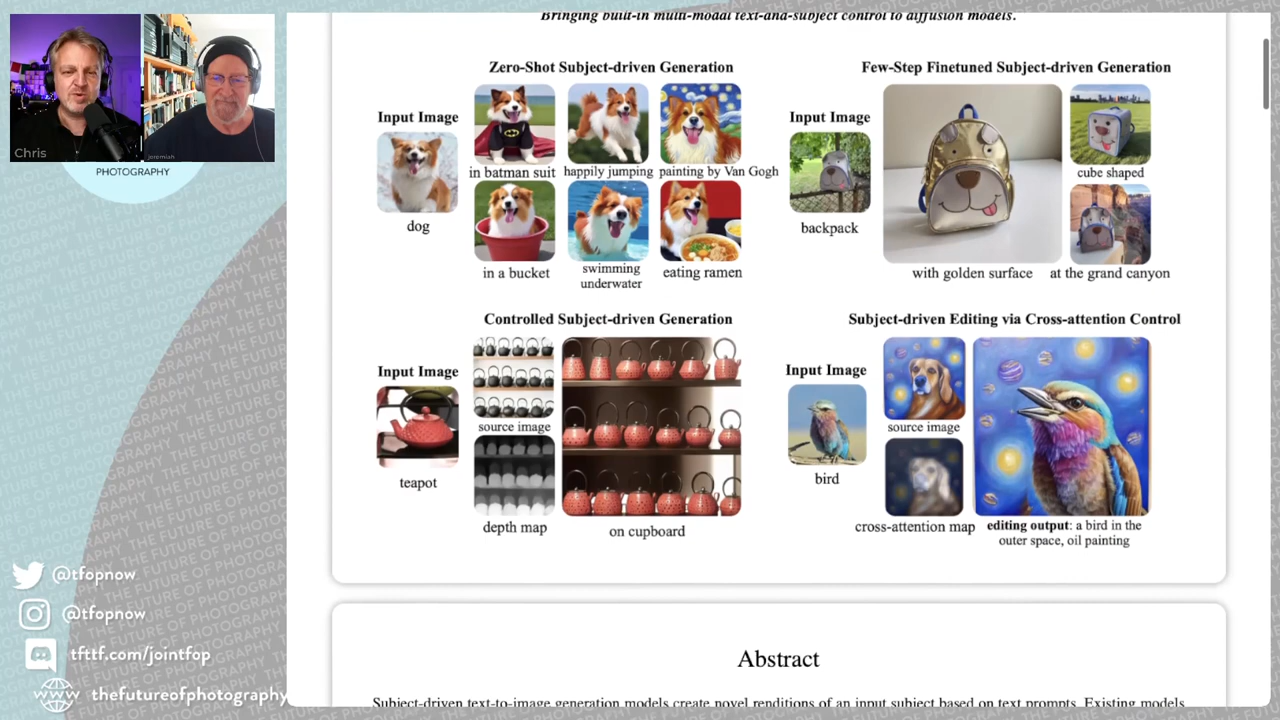 Chris
Jeremiah
PHOTOGRAPHY
@tfopnow
@tfopnow
tfttf.com/jointfop
www
thefutureofphotography
Bringing built-in multi-modal text-and-subject control to diffusion models.
Zero-Shot Subject-driven Generation
Input Image
dog
in batman suit
happily jumping
painting by Van Gogh
in a bucket
swimming
underwater
eating ramen
Few-Step Finetuned Subject-driven Generation
Input Image
backpack
with golden surface
cube shaped
at the grand canyon
Controlled Subject-driven Generation
Input Image
teapot
source image
depth map
on cupboard
Subject-driven Editing via Cross-attention Control
Input Image
bird
source image
cross-attention map
editing output: a bird in the
outer space, oil painting
Abstract
Subject-driven text-to-image generation models create novel renditions of an input subject based on text prompts. Existing models
THE FUTURE OF PHOTOGRAPHY